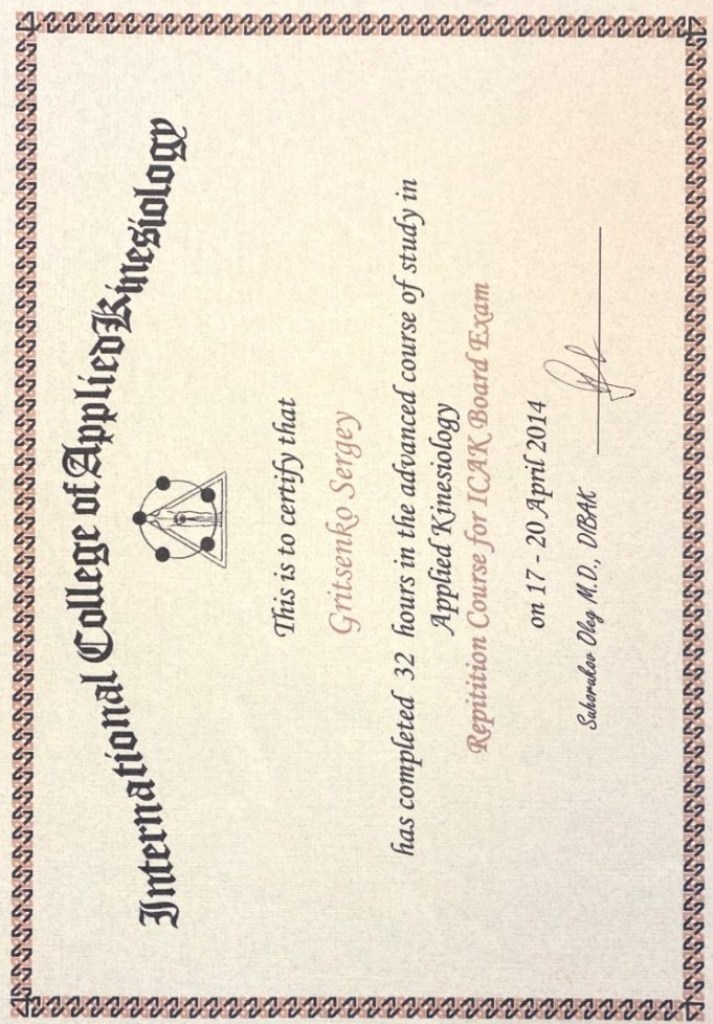 International College of Applied Kinesiology
This is to certify that
Gritsenko Sergey
has completed 32 hours in the advanced course of study in
Applied Kinesiology
Repitition Course for ICAK Board Exam
on 17 - 20 April 2014
Suhorukov Oleg M.D., DIBAK